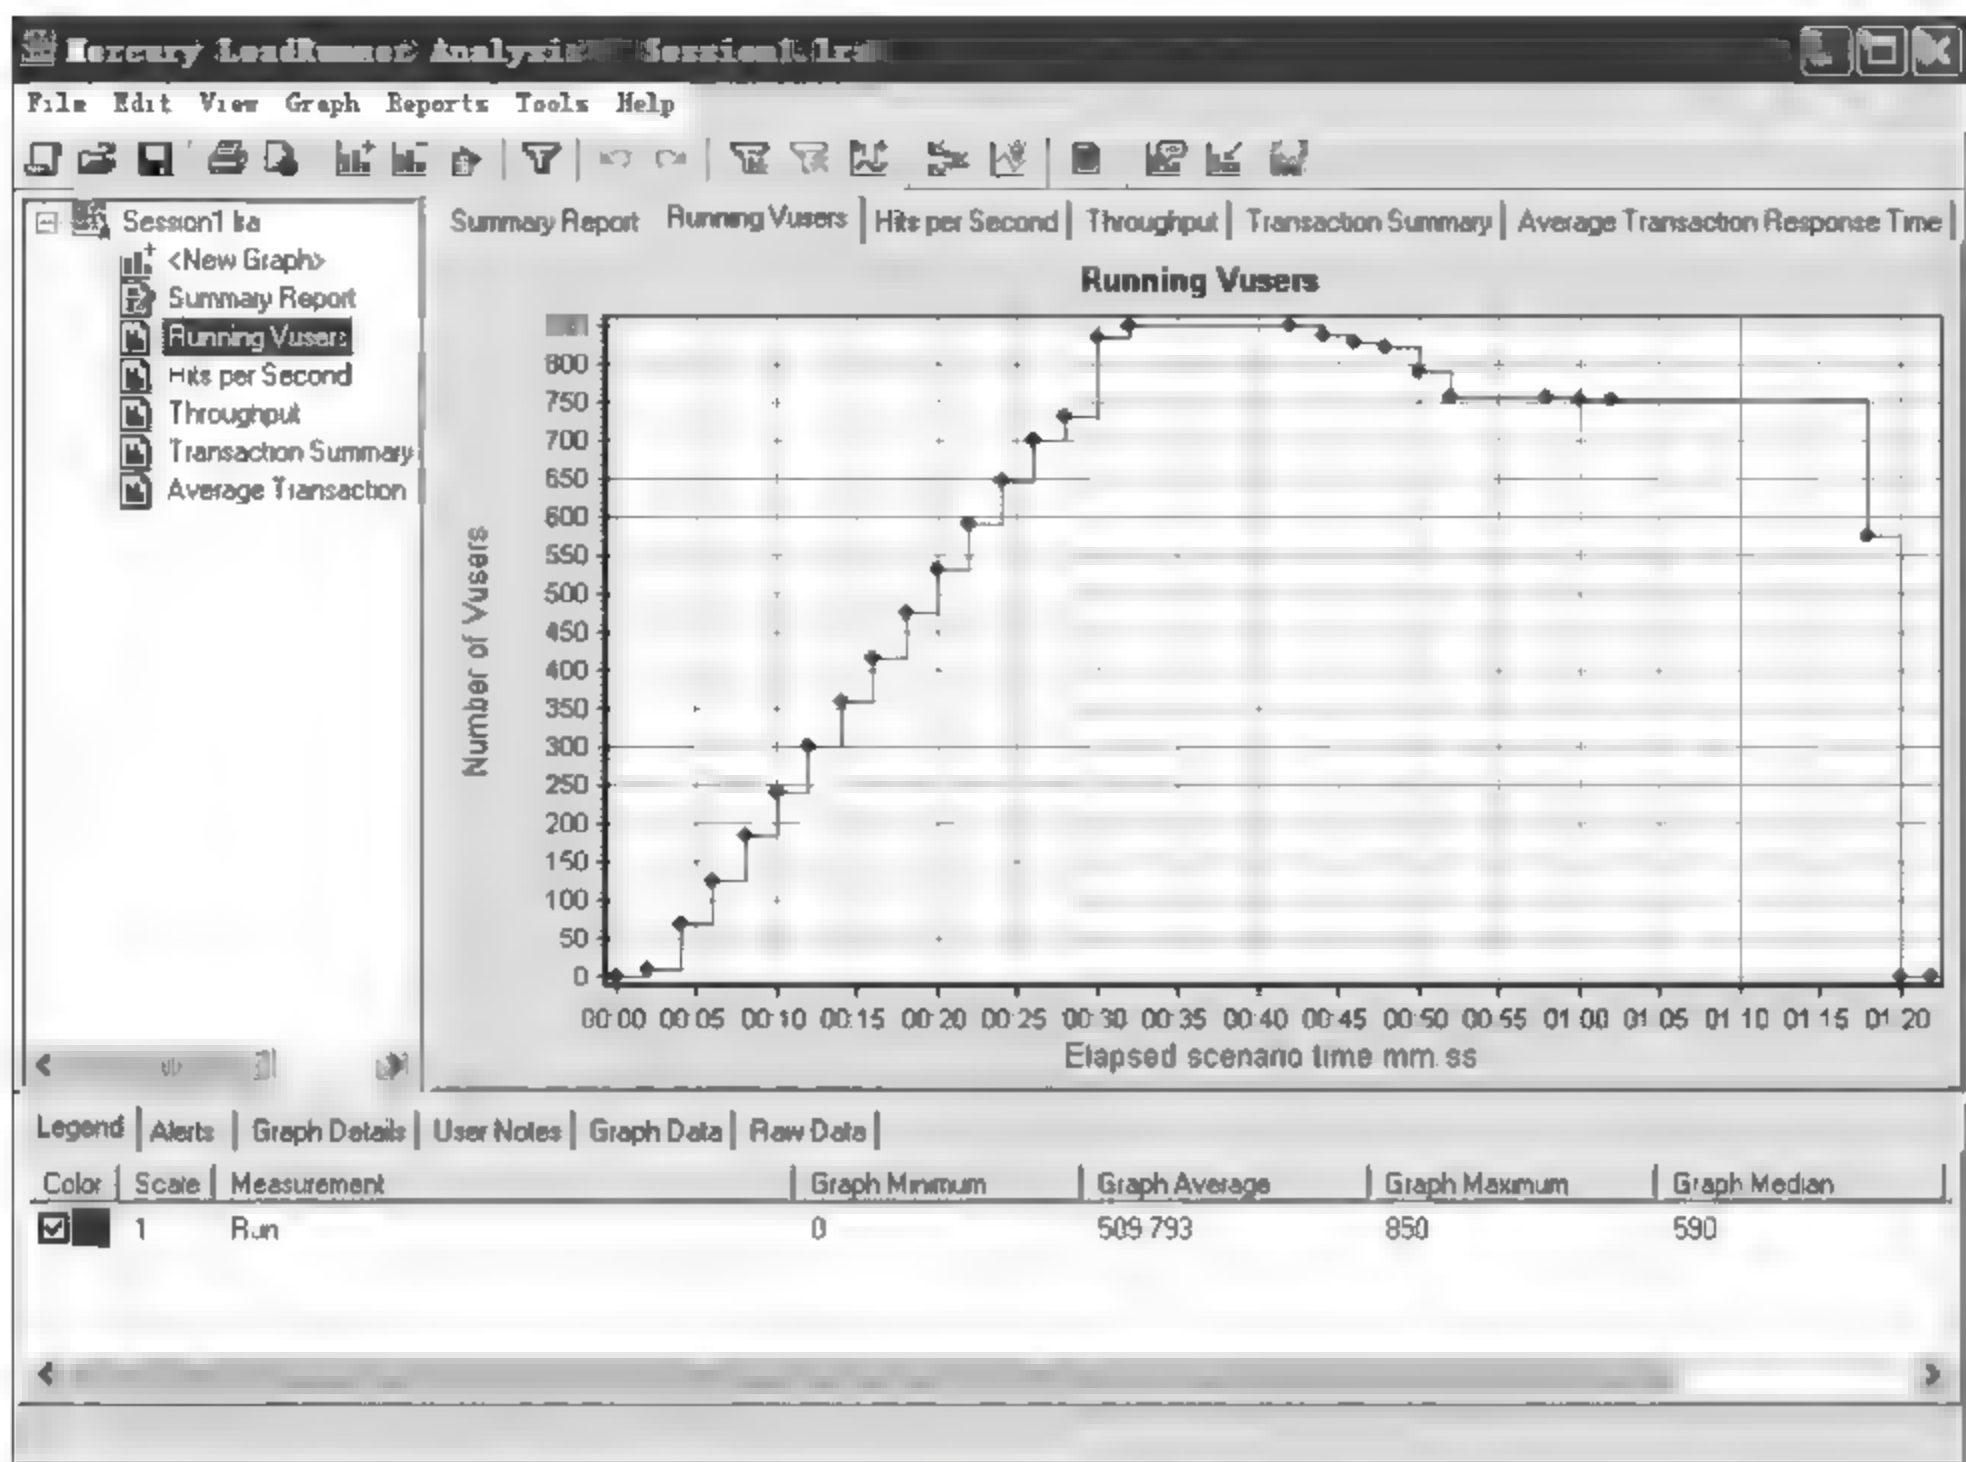 Mercury LoadRunner Analysis - Session1.lra
File Edit View Graph Reports Tools Help
Session1 lra
<New Graph>
Summary Report
Running Vusers
Hits per Second
Throughput
Transaction Summary
Average Transaction
Summary Report Running Vusers Hits per Second Throughput Transaction Summary Average Transaction Response Time
Running Vusers
Number of Vusers
800
750
700
650
600
550
500
450
400
350
300
250
200
150
100
50
0
00:00 00:05 00:10 00:15 00:20 00:25 00:30 00:35 00:40 00:45 00:50 00:55 01:00 01:05 01:10 01:15 01:20
Elapsed scenario time mm:ss
Legend Alerts Graph Details User Notes Graph Data Raw Data
Color Scale Measurement Graph Minimum Graph Average Graph Maximum Graph Median
1 Run 0 509.793 850 590